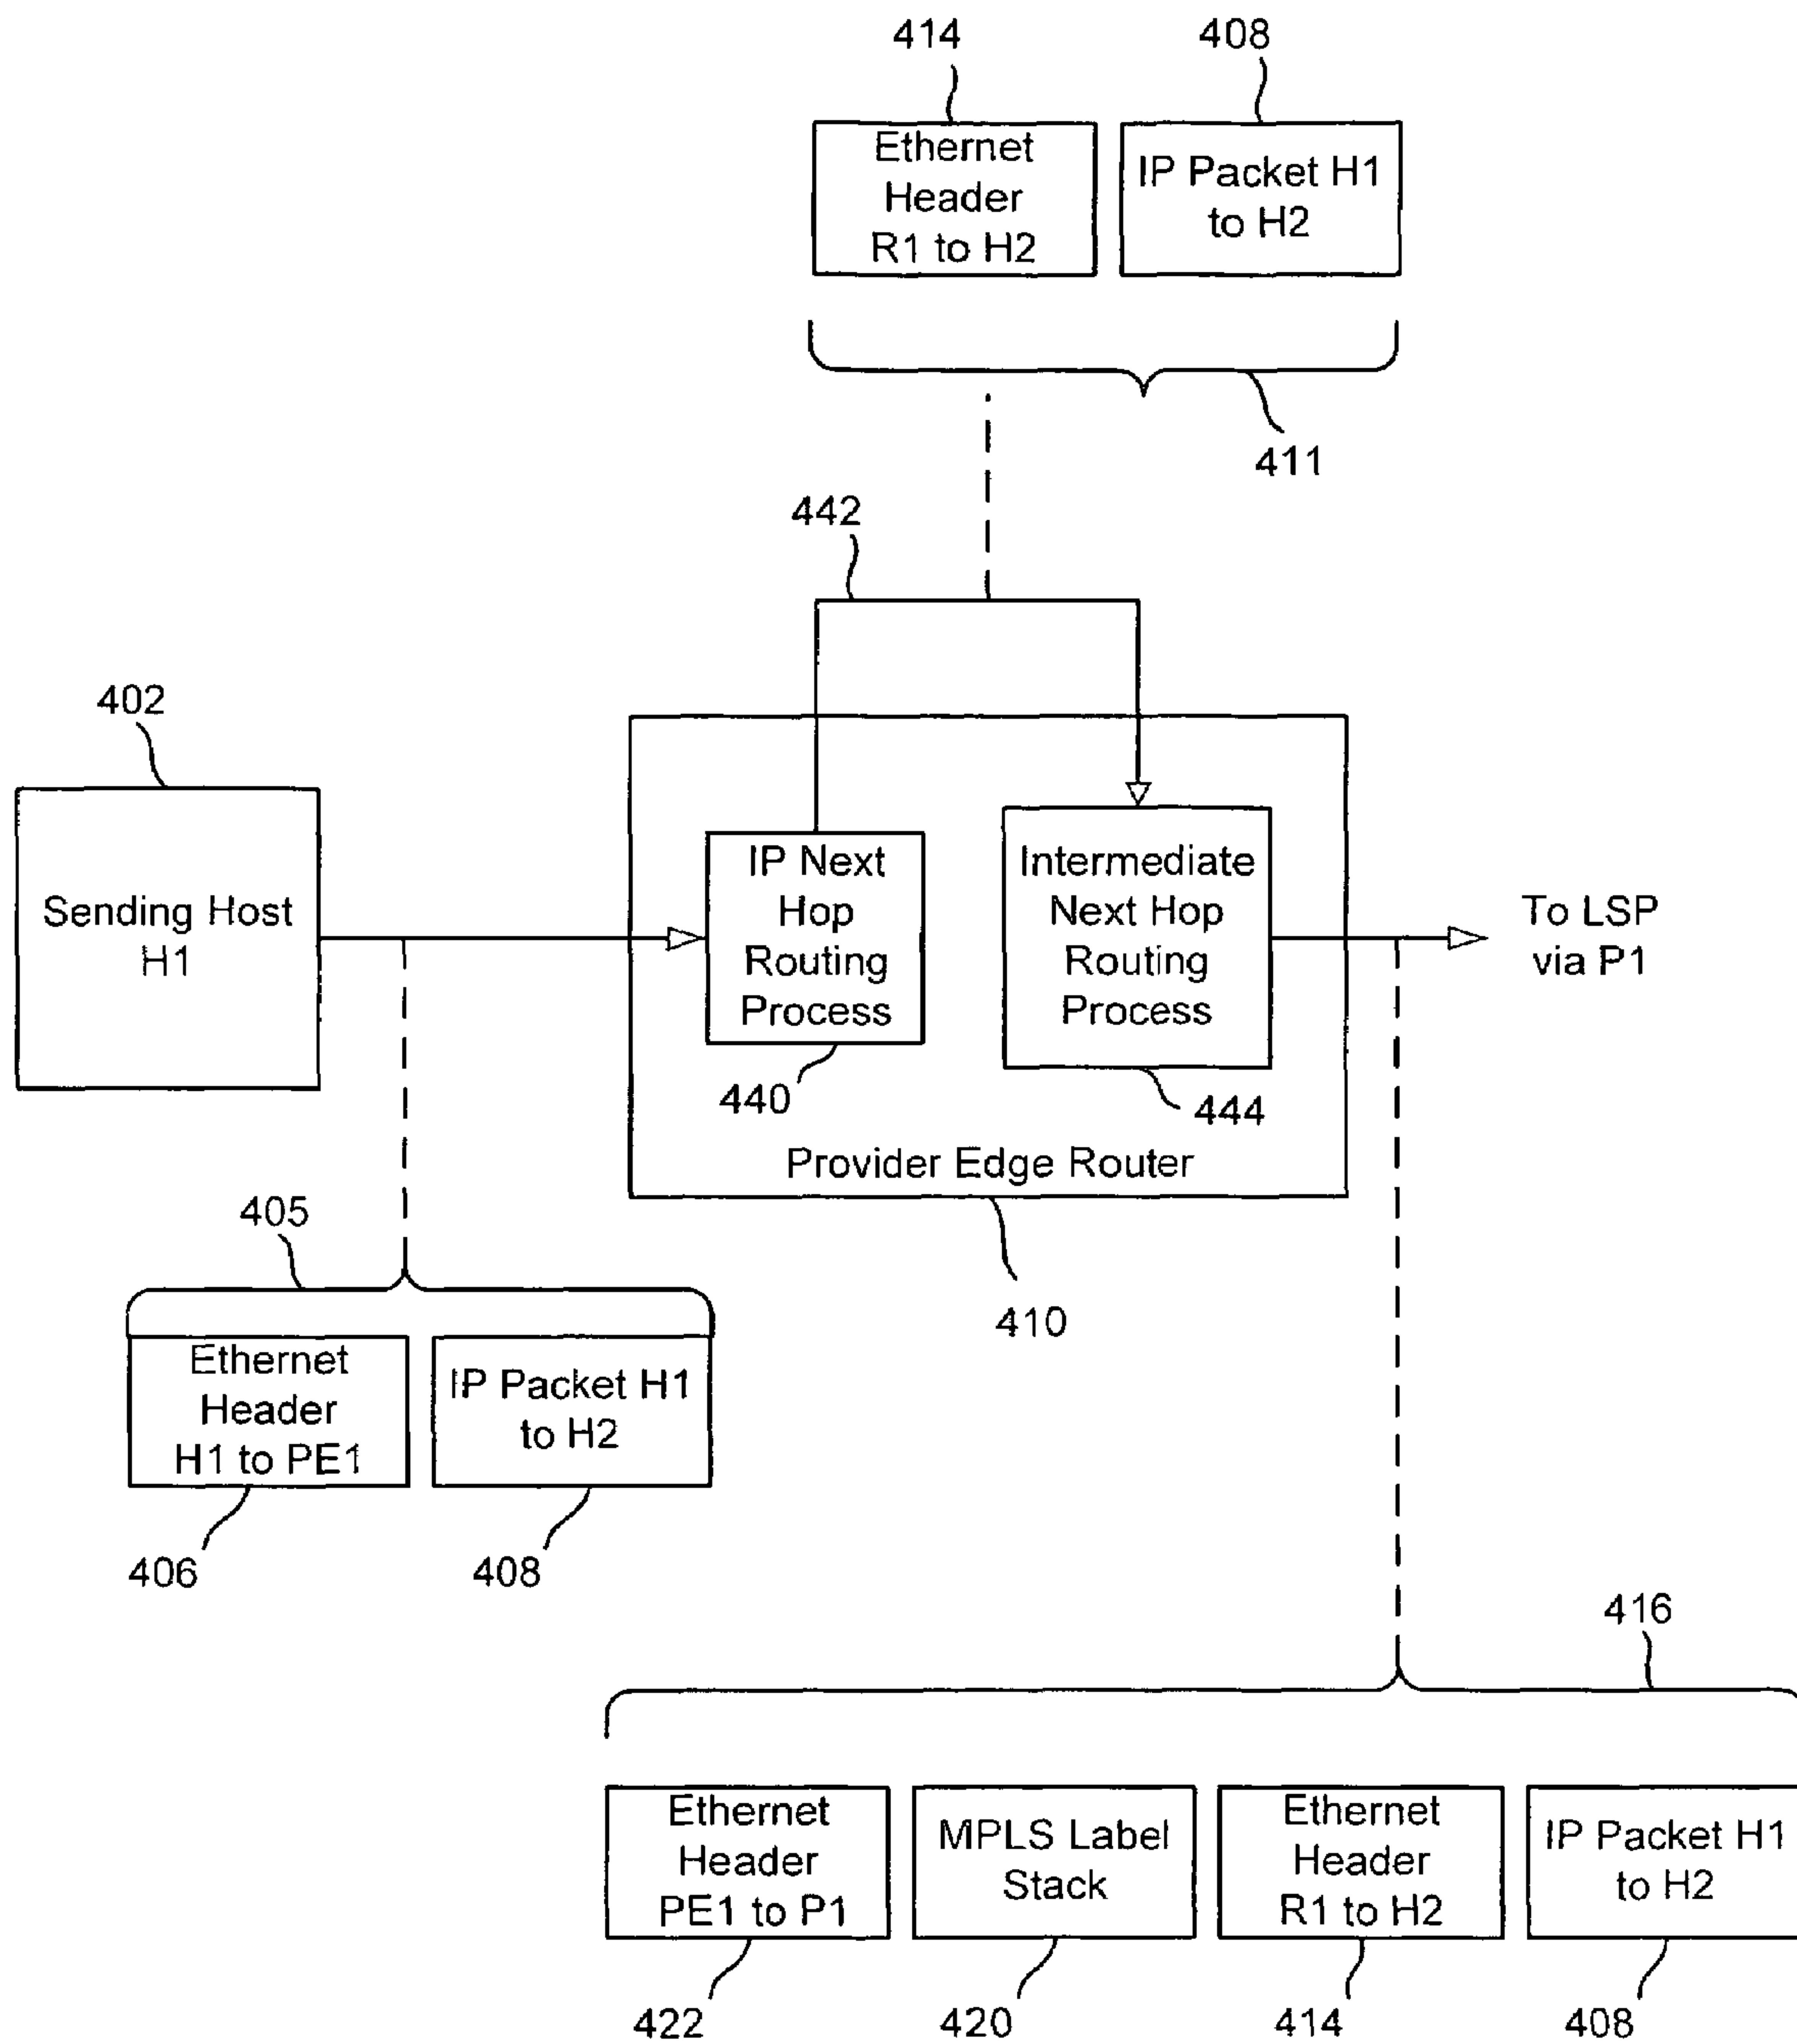 414
408
Ethernet
Header
R1 to H2
IP Packet H1
to H2
411
442
402
Sending Host
H1
IP Next
Hop
Routing
Process
Intermediate
Next Hop
Routing
Process
To LSP
via P1
440
444
Provider Edge Router
405
410
Ethernet
Header
H1 to PE1
IP Packet H1
to H2
406
408
416
Ethernet
Header
PE1 to P1
MPLS Label
Stack
Ethernet
Header
R1 to H2
IP Packet H1
to H2
422
420
414
408